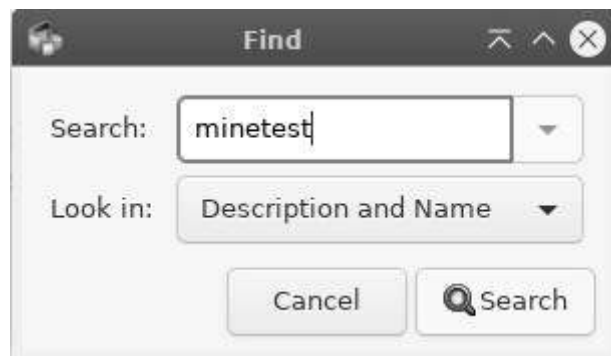 Find
Search: minetest
Look in: Description and Name
Cancel Search